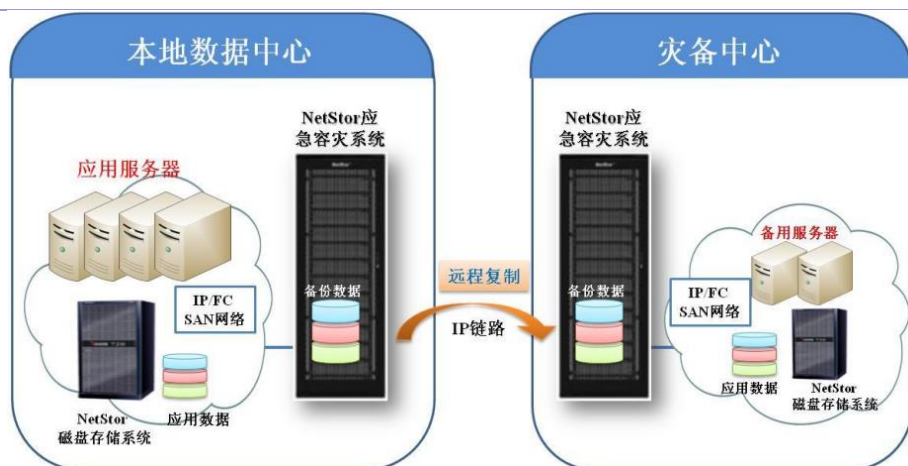 本地数据中心
灾备中心
NetStor应
急容灾系统
应用服务器
NetStor
备份数据
IP/FC
SAN网络
NetStor
磁盘存储系统
应用数据
远程复制
IP链路
NetStor应
急容灾系统
NetStor
备份数据
备用服务器
IP/FC
SAN网络
应用数据
NetStor
磁盘存储系统